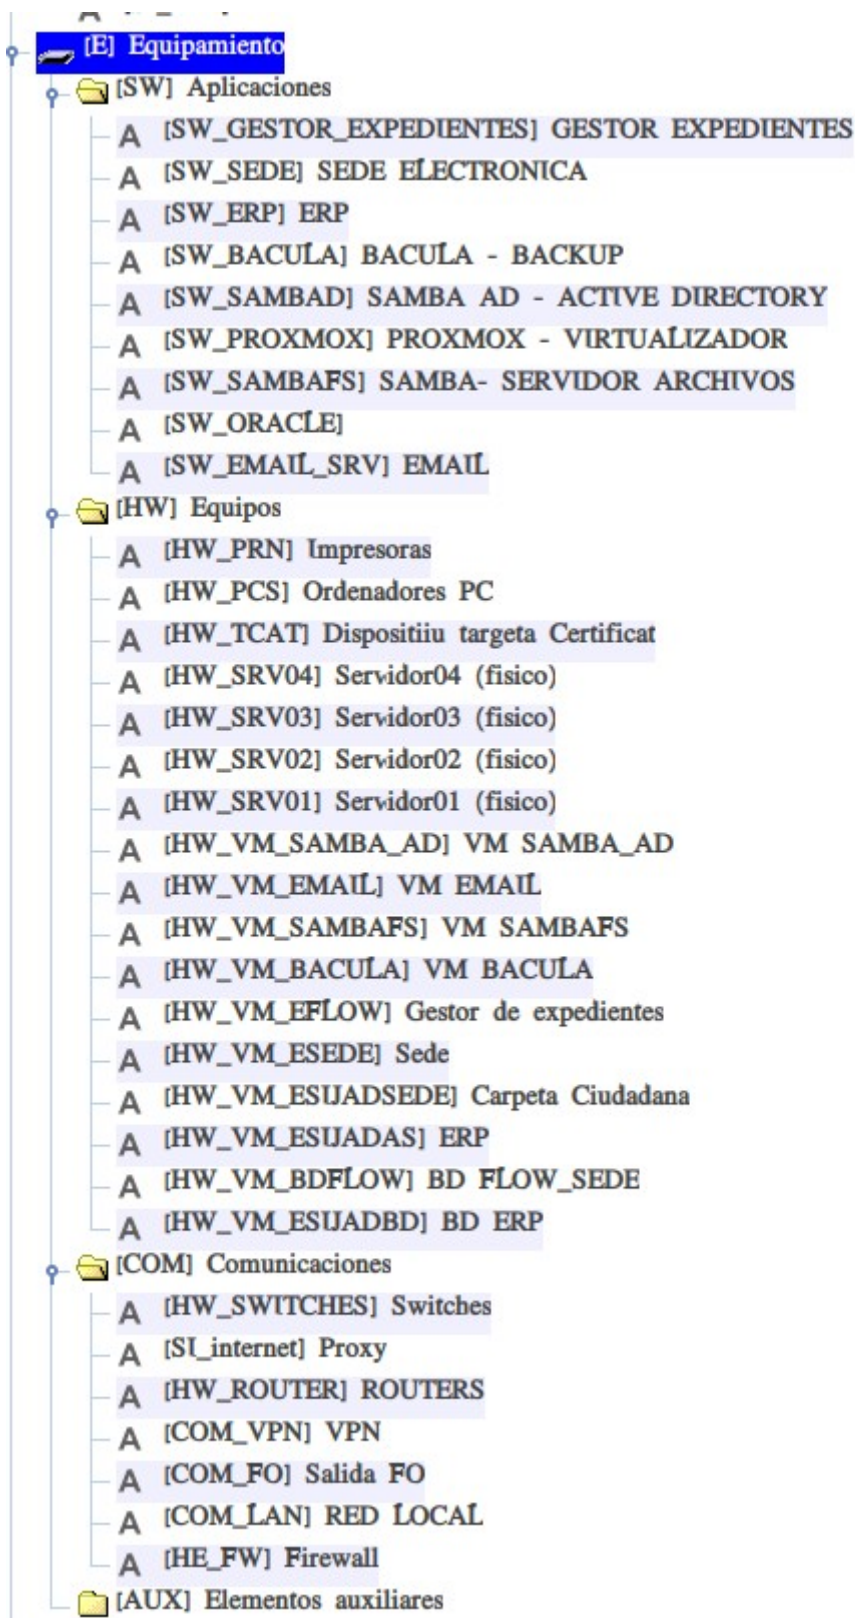 [E] Equipamiento
[SW] Aplicaciones
A [SW_GESTOR_EXPEDIENTES] GESTOR EXPEDIENTES
A [SW_SEDE] SEDE ELECTRONICA
A [SW_ERP] ERP
A [SW_BACULA] BACULA - BACKUP
A [SW_SAMBAD] SAMBA AD - ACTIVE DIRECTORY
A [SW_PROXMOX] PROXMOX - VIRTUALIZADOR
A [SW_SAMBAFS] SAMBA- SERVIDOR ARCHIVOS
A [SW_ORACLE]
A [SW_EMAIL_SRV] EMAIL
[HW] Equipos
A [HW_PRN] Impresoras
A [HW_PCS] Ordenadores PC
A [HW_TCAT] Dispositiiu targeta Certificat
A [HW_SRV04] Servidor04 (fisico)
A [HW_SRV03] Servidor03 (fisico)
A [HW_SRV02] Servidor02 (fisico)
A [HW_SRV01] Servidor01 (fisico)
A [HW_VM_SAMBA_AD] VM SAMBA_AD
A [HW_VM_EMAIL] VM EMAIL
A [HW_VM_SAMBAFS] VM SAMBAFS
A [HW_VM_BACULA] VM BACULA
A [HW_VM_EFLOW] Gestor de expedientes
A [HW_VM_ESEDE] Sede
A [HW_VM_ESIJADSEDE] Carpeta Ciudadana
A [HW_VM_ESIJADAS] ERP
A [HW_VM_BDFLOW] BD FLOW_SEDE
A [HW_VM_ESIJADBD] BD ERP
[COM] Comunicaciones
A [HW_SWITCHES] Switches
A [SI_internet] Proxy
A [HW_ROUTER] ROUTERS
A [COM_VPN] VPN
A [COM_FO] Salida FO
A [COM_LAN] RED LOCAL
A [HE_FW] Firewall
[AUX] Elementos auxiliares